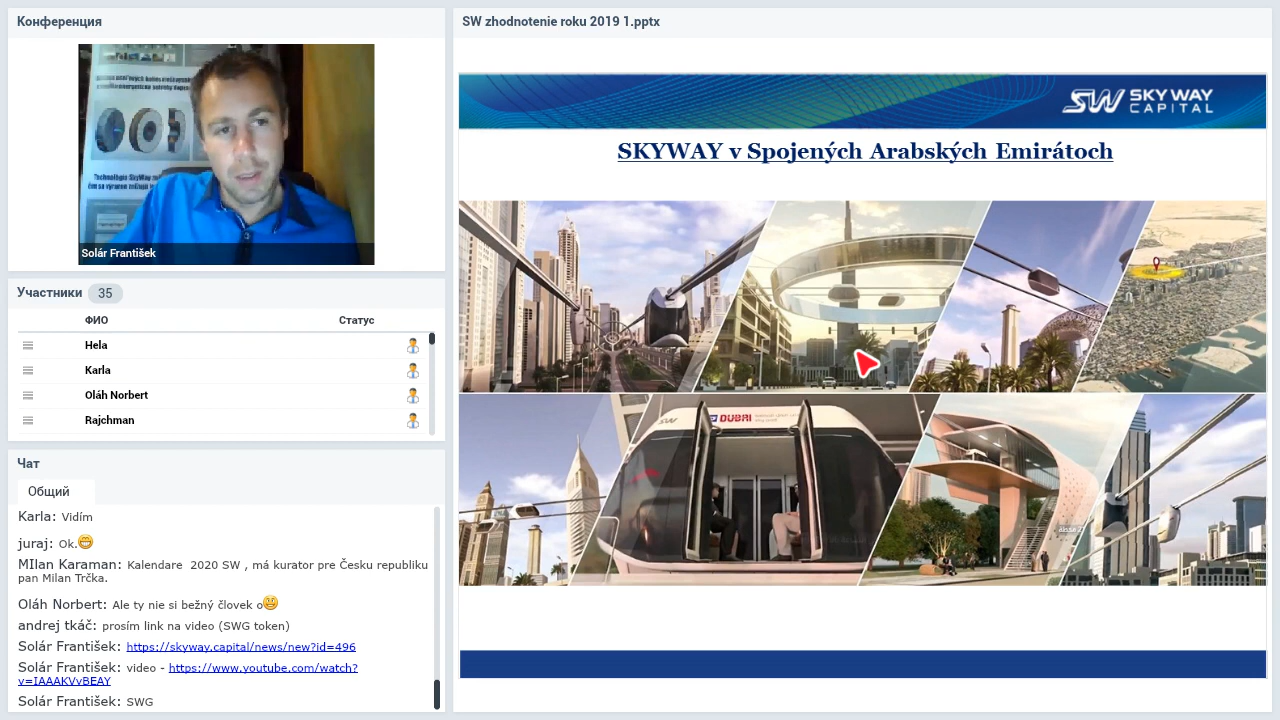 Конференция
Solár František
Участники 35
ФИО Статус
Hela
Karla
Oláh Norbert
Rajchman
Чат
Общий
Karla: Vidím
juraj: Ok.
MIlan Karaman: Kalendare 2020 SW , má kurator pre Česku republiku
pan Milan Trčka.
Oláh Norbert: Ale ty nie si bežný človek o
andrej tkáč: prosím link na video (SWG token)
Solár František: https://skyway.capital/news/new?id=496
Solár František: video - https://www.youtube.com/watch?
v=IAAAKVvBEAY
Solár František: SWG
SW zhodnotenie roku 2019 1.pptx
SW SKY WAY
CAPITAL
SKYWAY v Spojených Arabských Emirátoch
SW DUBAI